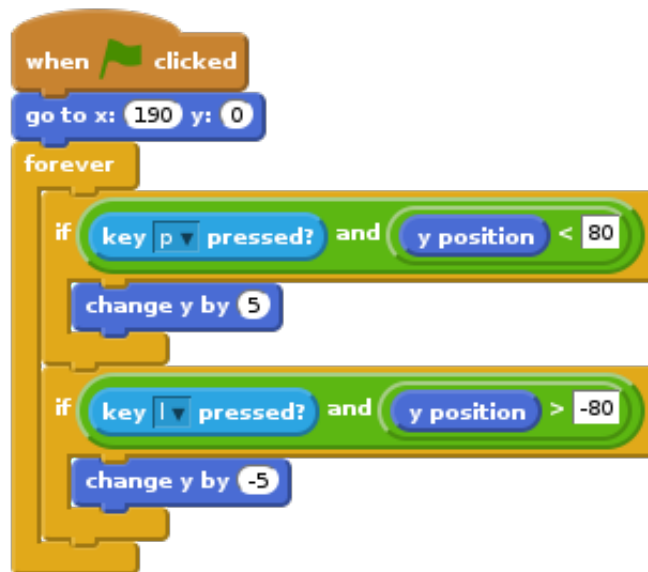 when clicked
go to x: 190 y: 0
forever
if key p pressed? and y position < 80
change y by 5
if key l pressed? and y position > -80
change y by -5